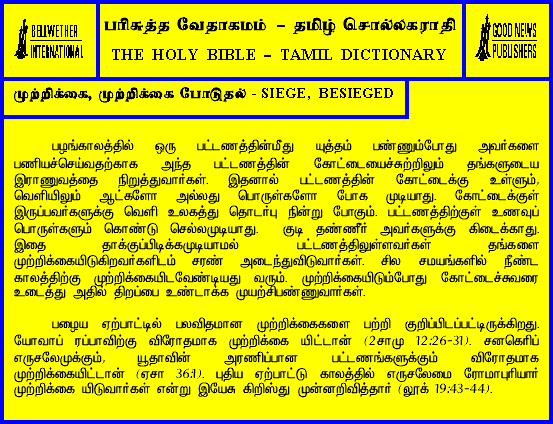 BELLWETHER
INTERNATIONAL
பரிசுத்த வேதாகமம் – தமிழ் சொல்லகராதி
THE HOLY BIBLE – TAMIL DICTIONARY
GOOD NEWS
PUBLISHERS
முற்றிக்கை, முற்றிக்கை போடுதல் - SIEGE, BESIEGED
பழங்காலத்தில் ஒரு பட்டணத்தின்மீது யுத்தம் பண்ணும்போது அவர்களை
பணியச்செய்வதற்காக அந்த பட்டணத்தின் கோட்டையைச்சுற்றிலும் தங்களுடைய
இராணுவத்தை நிறுத்துவார்கள். இதனால் பட்டணத்தின் கோட்டைக்கு உள்ளும்,
வெளியிலும் ஆட்களோ அல்லது பொருள்களோ போக முடியாது. கோட்டைக்குள்
இருப்பவர்களுக்கு வெளி உலகத்து தொடர்பு நின்று போகும். பட்டணத்திற்குள் உணவுப்
பொருள்களும் கொண்டு செல்லமுடியாது. குடி தண்ணீர் அவர்களுக்கு கிடைக்காது.
இதை தாக்குப்பிடிக்கமுடியாமல் பட்டணத்திலுள்ளவர்கள் தங்களை
முற்றிக்கையிடுகிறவர்களிடம் சரண் அடைந்துவிடுவார்கள். சில சமயங்களில் நீண்ட
காலத்திற்கு முற்றிக்கையிடவேண்டியது வரும். முற்றிக்கையிடும்போது கோட்டைச்சுவரை
உடைத்து அதில் திறப்பை உண்டாக்க முயற்சிபண்ணுவார்கள்.
பழைய ஏற்பாட்டில் பலவிதமான முற்றிக்கைகளை பற்றி குறிப்பிடப்பட்டிருக்கிறது.
யோவாப் ரப்பாவிற்கு விரோதமாக முற்றிக்கை யிட்டான் (2சாமு 12:26-31). சனகெரிப்
எருசலேமுக்கும், யூதாவின் அரணிப்பான பட்டணங்களுக்கும் விரோதமாக
முற்றிக்கையிட்டான் (ஏசா 36:1). புதிய ஏற்பாட்டு காலத்தில் எருசலேமை ரோமாபுரியார்
முற்றிக்கை யிடுவார்கள் என்று இயேசு கிறிஸ்து முன்னறிவித்தார் (லூக் 19:43-44).